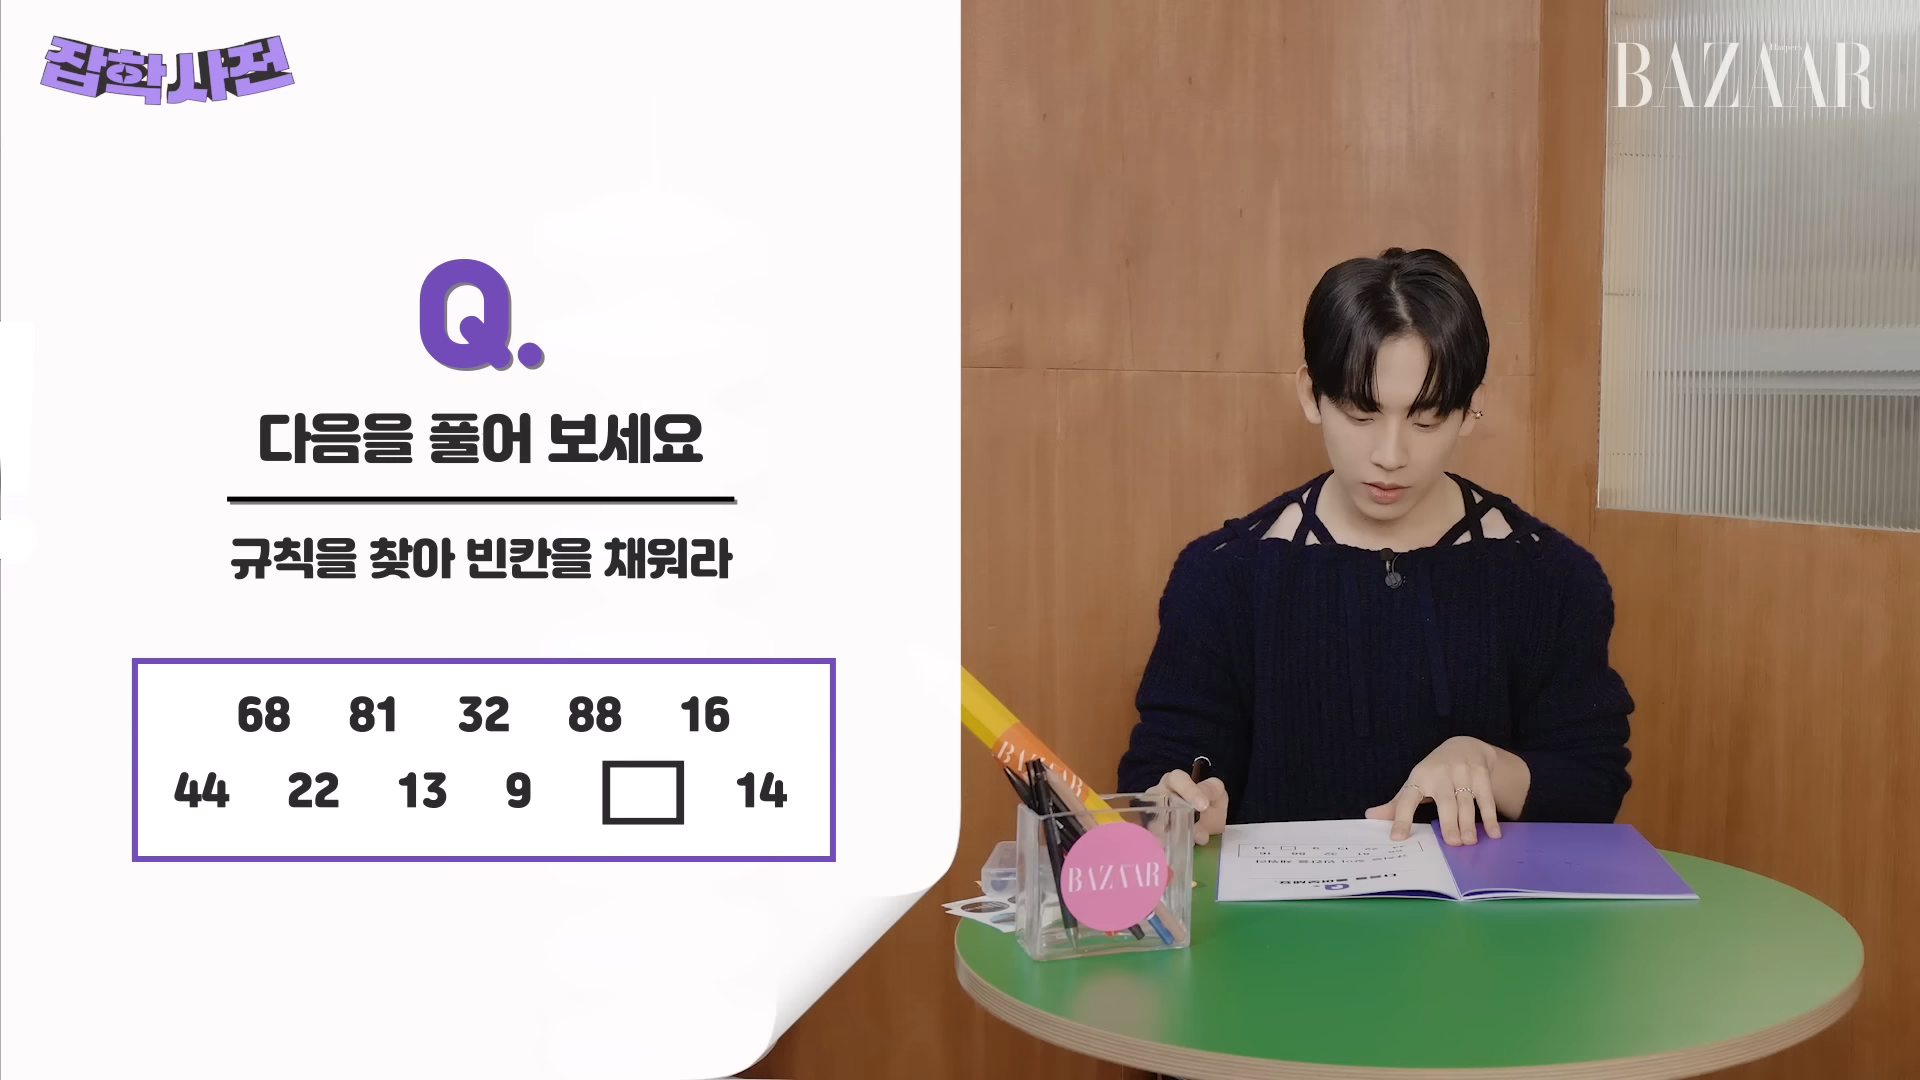 잡학사전
Harper's
BAZAAR
Q.
다음을 풀어 보세요
규칙을 찾아 빈칸을 채워라
68 81 32 88 16
44 22 13 9 14
BAZAAR
BAZAAR